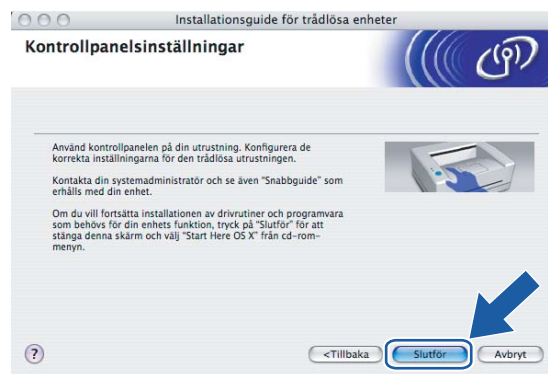 Installationsguide för trådlösa enheter
Kontrollpanelsinställningar
Använd kontrollpanelen på din utrustning. Konfigurera de
korrekta inställningarna för den trådlösa utrustningen.
Kontakta din systemadministratör och se även "Snabbguide" som
erhålls med din enhet.
Om du vill fortsätta installationen av drivrutiner och programvara
som behövs för din enhets funktion, tryck på "Slutför" för att
stänga denna skärm och välj "Start Here OS X" från cd-rom-
menyn.
?
<Tillbaka
Slutför
Avbryt